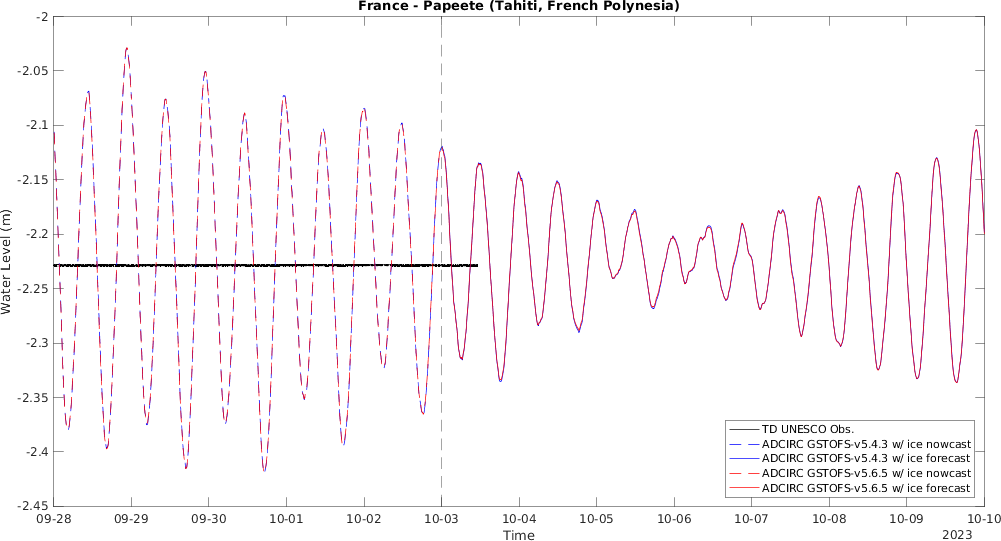 France - Papeete (Tahiti, French Polynesia)
-2
-2.05
-2.1
-2.15
-2.2
-2.25
-2.3
-2.35
-2.4
-2.45
Water Level (m)
TD UNESCO Obs.
ADCIRC GSTOFS-v5.4.3 w/ ice nowcast
ADCIRC GSTOFS-v5.4.3 w/ ice forecast
ADCIRC GSTOFS-v5.6.5 w/ ice nowcast
ADCIRC GSTOFS-v5.6.5 w/ ice forecast
09-28 09-29 09-30 10-01 10-02 10-03 10-04 10-05 10-06 10-07 10-08 10-09 10-10
Time
2023